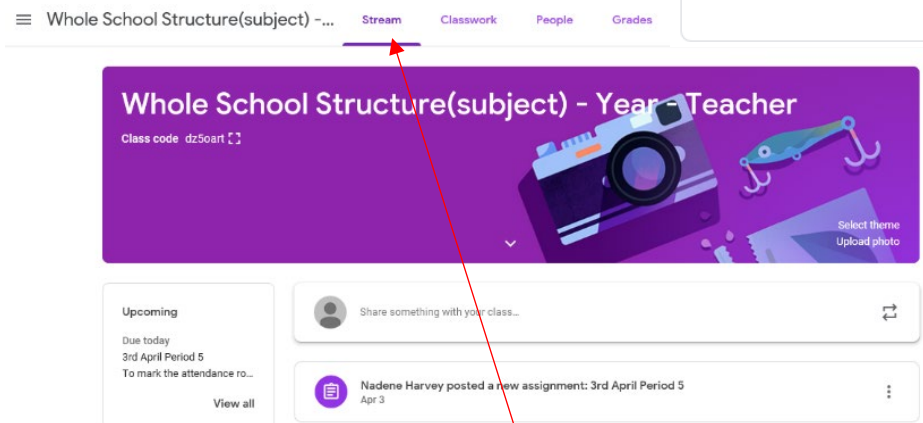 Whole School Structure(subject) -... Stream Classwork People Grades
Whole School Structure(subject) - Year - Teacher
Class code dz5oart
Select theme
Upload photo
Upcoming
Due today
3rd April Period 5
To mark the attendance ro...
View all
Share something with your class...
Nadene Harvey posted a new assignment: 3rd April Period 5
Apr 3